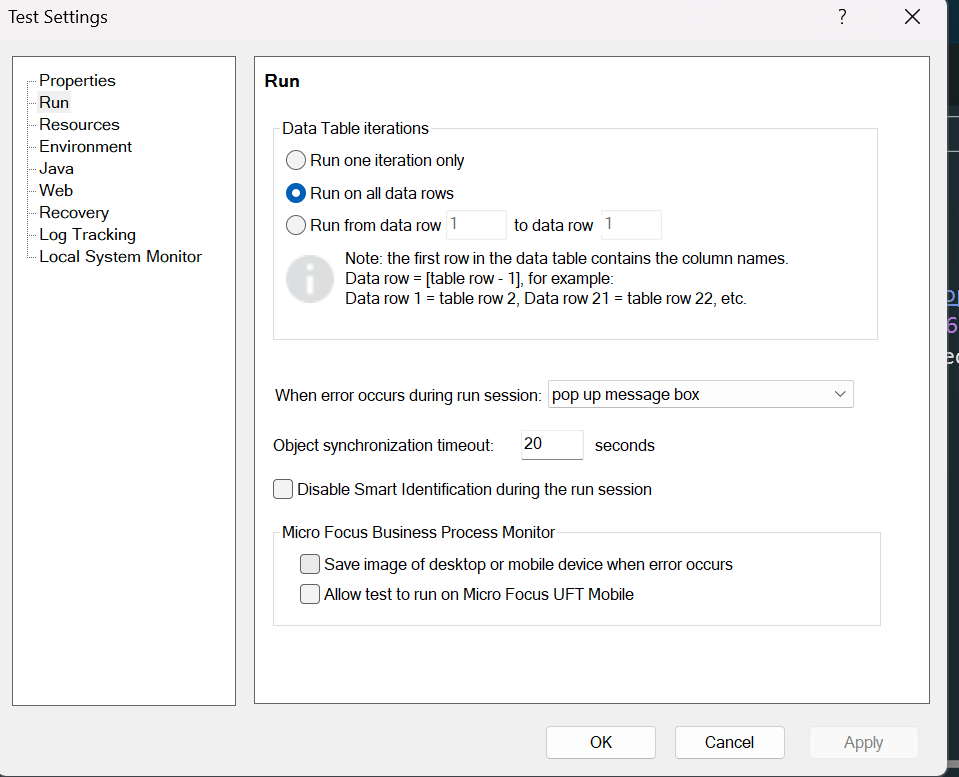 Test Settings
?
Properties
Run
Resources
Environment
Java
Web
Recovery
Log Tracking
Local System Monitor
Run
Data Table iterations
Run one iteration only
Run on all data rows
Run from data row 1 to data row 1
Note: the first row in the data table contains the column names.
Data row = [table row - 1], for example:
Data row 1 = table row 2, Data row 21 = table row 22, etc.
When error occurs during run session: pop up message box
Object synchronization timeout: 20 seconds
Disable Smart Identification during the run session
Micro Focus Business Process Monitor
Save image of desktop or mobile device when error occurs
Allow test to run on Micro Focus UFT Mobile
OK Cancel Apply